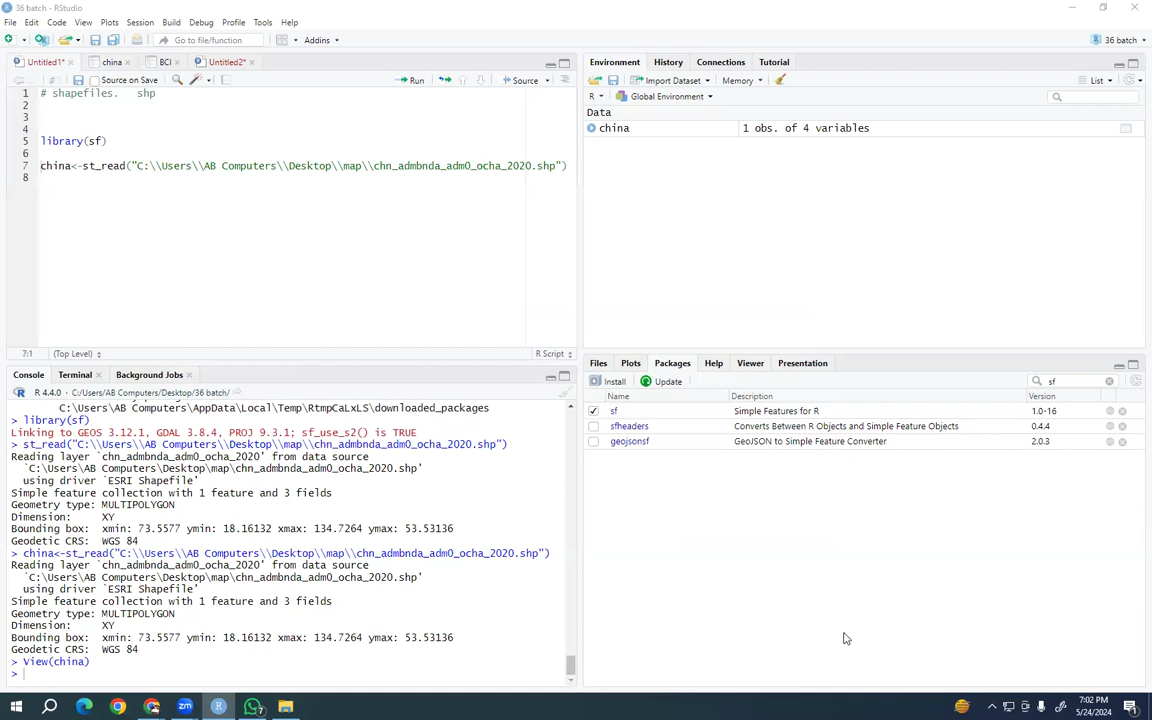 36 batch - RStudio
File Edit Code View Plots Session Build Debug Profile Tools Help
Go to file/function Addins 36 batch
Untitled1* china BCI Untitled2*
Source on Save Run Source
1 # shapefiles. shp
2
3
4
5 library(sf)
6
7 china<-st_read("C:\\Users\\AB Computers\\Desktop\\map\\chn_admbnda_adm0_ocha_2020.shp")
8
7:1 (Top Level) R Script
Console Terminal Background Jobs
R 4.4.0 · C:/Users/AB Computers/Desktop/36 batch/
C:\Users\AB Computers\AppData\Local\Temp\RtmpCaLxLS\downloaded_packages
> library(sf)
Linking to GEOS 3.12.1, GDAL 3.8.4, PROJ 9.3.1; sf_use_s2() is TRUE
> st_read("C:\\Users\\AB Computers\\Desktop\\map\\chn_admbnda_adm0_ocha_2020.shp")
Reading layer `chn_admbnda_adm0_ocha_2020' from data source
`C:\Users\AB Computers\Desktop\map\chn_admbnda_adm0_ocha_2020.shp'
using driver `ESRI Shapefile'
Simple feature collection with 1 feature and 3 fields
Geometry type: MULTIPOLYGON
Dimension: XY
Bounding box: xmin: 73.5577 ymin: 18.16132 xmax: 134.7264 ymax: 53.53136
Geodetic CRS: WGS 84
> china<-st_read("C:\\Users\\AB Computers\\Desktop\\map\\chn_admbnda_adm0_ocha_2020.shp")
Reading layer `chn_admbnda_adm0_ocha_2020' from data source
`C:\Users\AB Computers\Desktop\map\chn_admbnda_adm0_ocha_2020.shp'
using driver `ESRI Shapefile'
Simple feature collection with 1 feature and 3 fields
Geometry type: MULTIPOLYGON
Dimension: XY
Bounding box: xmin: 73.5577 ymin: 18.16132 xmax: 134.7264 ymax: 53.53136
Geodetic CRS: WGS 84
> View(china)
>
Environment History Connections Tutorial
Import Dataset Memory List
R Global Environment
Data
china 1 obs. of 4 variables
Files Plots Packages Help Viewer Presentation
Install Update sf
Name Description Version
sf Simple Features for R 1.0-16
sfheaders Converts Between R Objects and Simple Feature Objects 0.4.4
geojsonsf GeoJSON to Simple Feature Converter 2.0.3
zm R 7
7:02 PM
5/24/2024